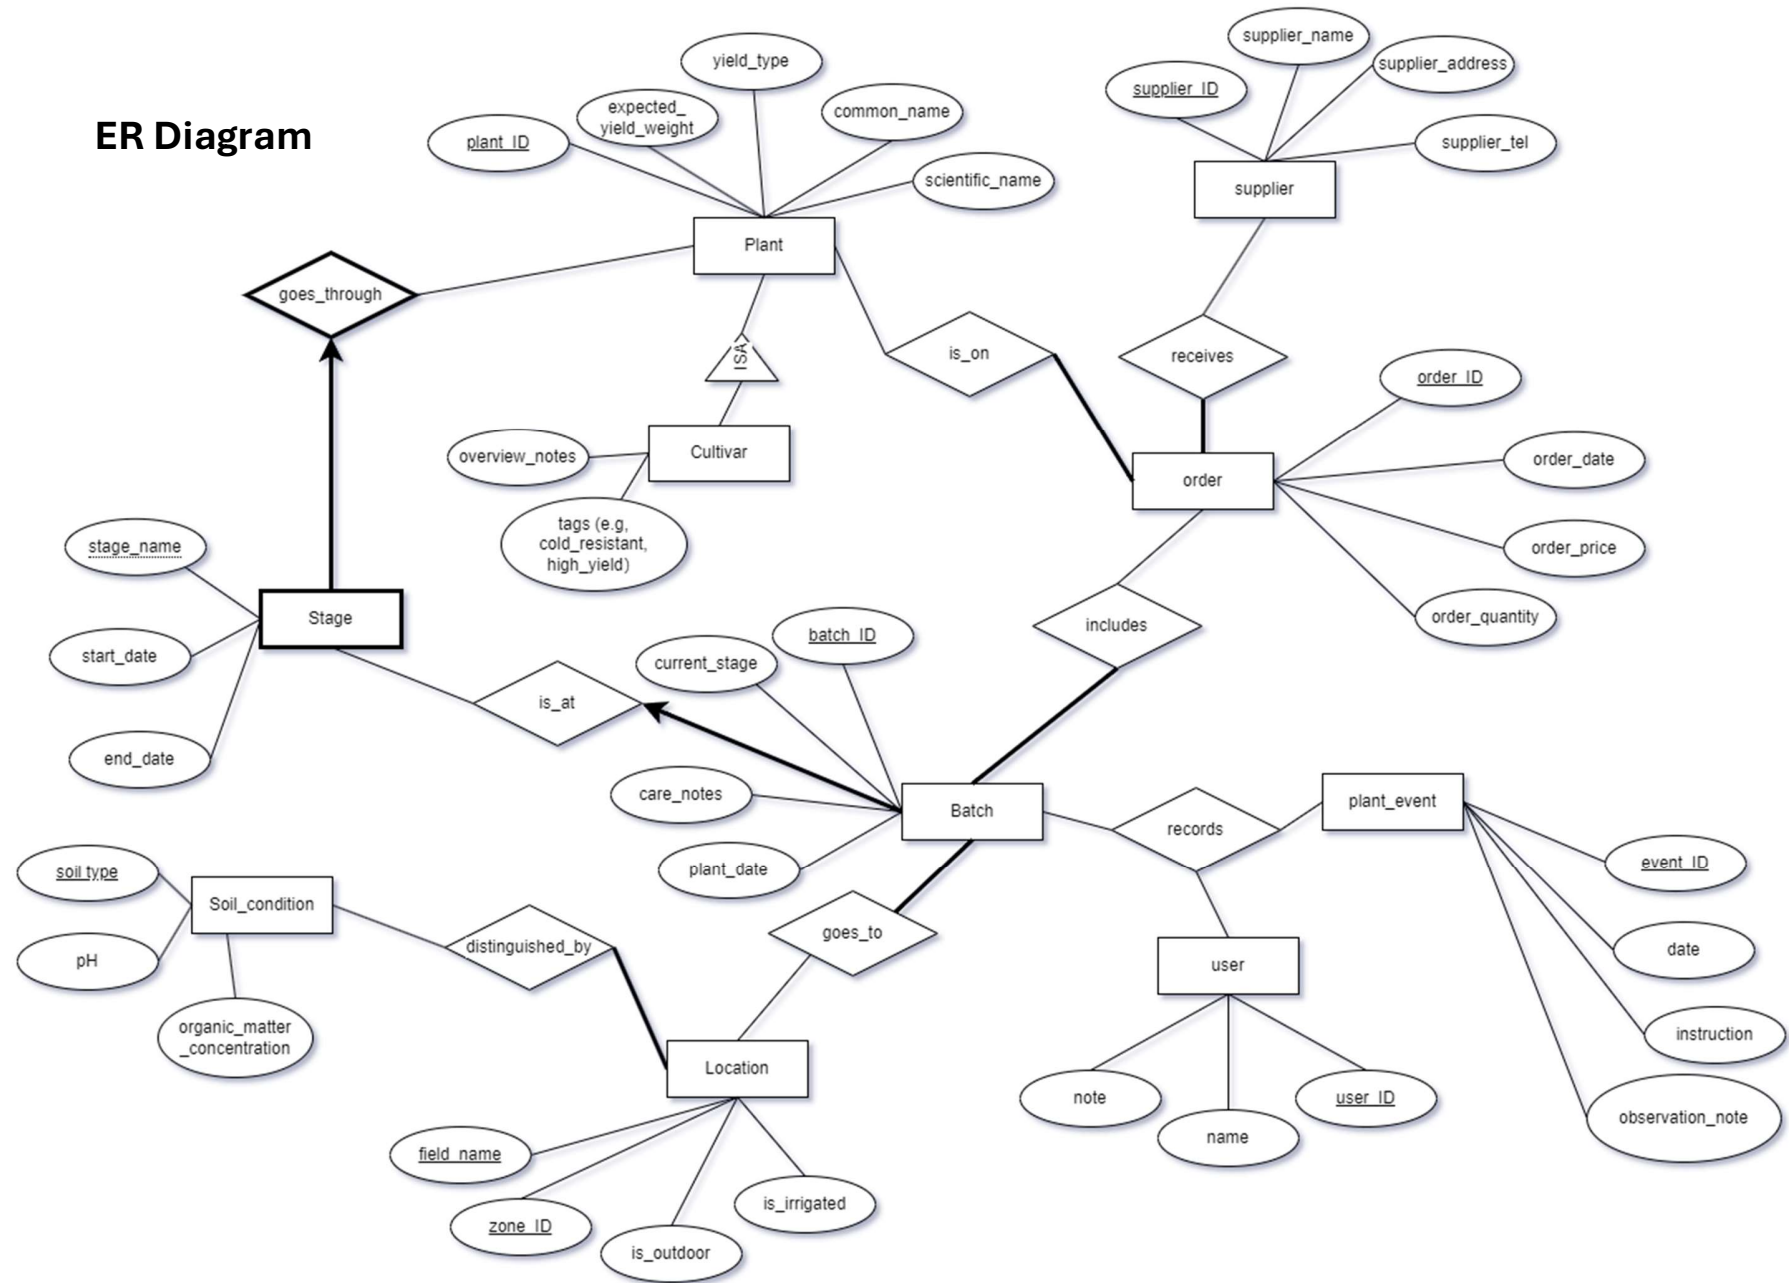 ER Diagram
yield_type
expected_
yield_weight
common_name
plant_ID
scientific_name
Plant
supplier_name
supplier_address
supplier_ID
supplier_tel
supplier
goes_through
is_on
receives
ISA
order_ID
Cultivar
overview_notes
tags (e.g,
cold_resistant,
high_yield)
order
order_date
order_price
order_quantity
stage_name
Stage
start_date
end_date
is_at
includes
batch_ID
current_stage
care_notes
plant_date
Batch
records
plant_event
event_ID
date
instruction
observation_note
soil type
Soil_condition
pH
organic_matter
_concentration
distinguished_by
goes_to
user
note
name
user_ID
Location
field_name
zone_ID
is_outdoor
is_irrigated